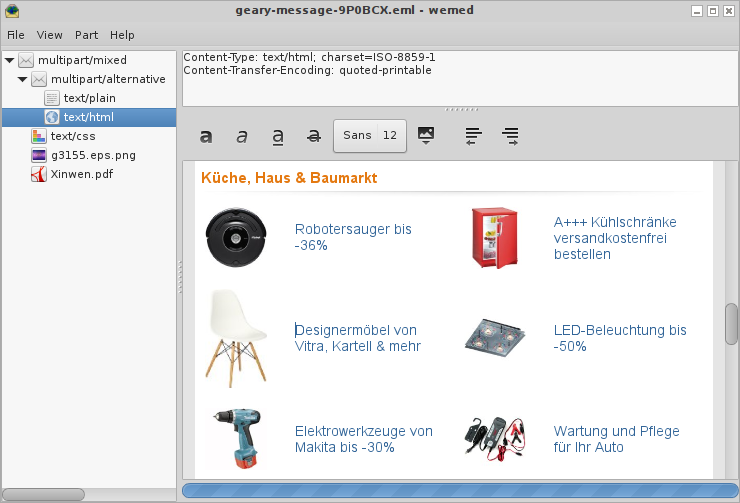 geary-message-9P0BCX.eml - wemed
File View Part Help
multipart/mixed
multipart/alternative
text/plain
text/html
text/css
g3155.eps.png
Xinwen.pdf
Content-Type: text/html; charset=ISO-8859-1
Content-Transfer-Encoding: quoted-printable
a a a a Sans 12
Küche, Haus & Baumarkt
Robotersauger bis
-36%
A+++ Kühlschränke
versandkostenfrei
bestellen
Designermöbel von
Vitra, Kartell & mehr
LED-Beleuchtung bis
-50%
Elektrowerkzeuge von
Makita bis -30%
Wartung und Pflege
für Ihr Auto